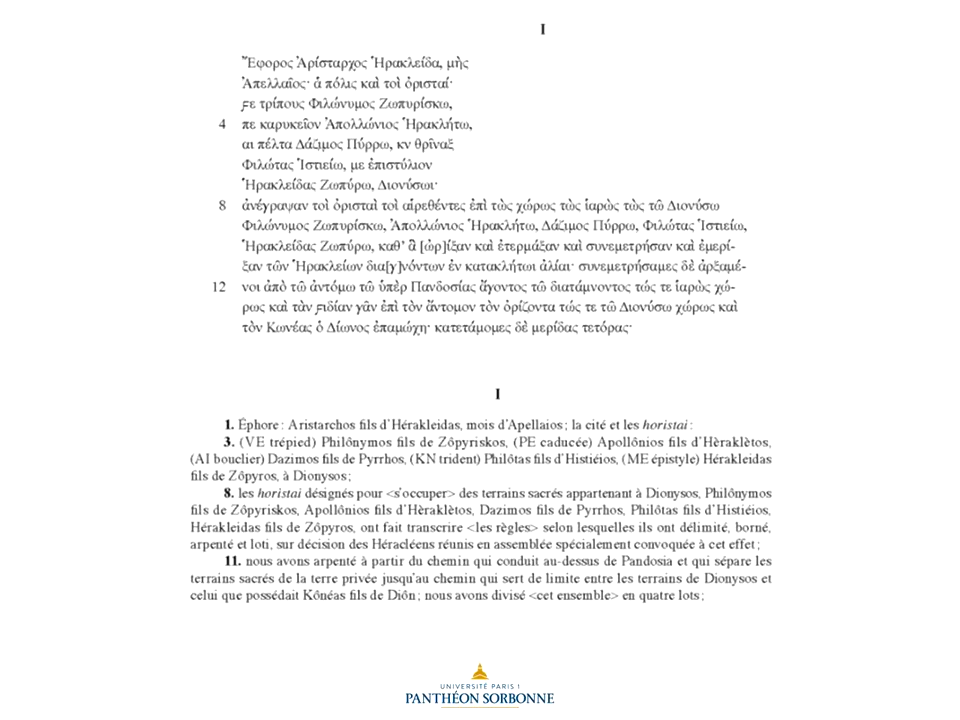 I
Ἔφορος Ἀρίσταρχος Ἡρακλείδα, μὴς
Ἀπελλαῖος· ἁ πόλις καὶ τοὶ ὁρισταί·
ϝε τρίπους Φιλώνυμος Ζωπυρίσκω,
4 πε καρυκεῖον Ἀπολλώνιος Ἡρακλήτω,
αι πέλτα Δάζιμος Πύρρω, κν θρῖναξ
Φιλώτας Ἱστιείω, με ἐπιστύλιον
Ἡρακλείδας Ζωπύρω, Διονύσωι·
8 ἀνέγραψαν τοὶ ὁρισταὶ τοὶ αἱρεθέντες ἐπὶ τὼς χώρως τὼς ἱαρὼς τὼς τῶ Διονύσω
Φιλώνυμος Ζωπυρίσκω, Ἀπολλώνιος Ἡρακλήτω, Δάζιμος Πύρρω, Φιλώτας Ἱστιείω,
Ἡρακλείδας Ζωπύρω, καθ’ ἃ [ὡρ]ίξαν καὶ ἐτερμάξαν καὶ συνεμετρήσαν καὶ ἐμερί-
ξαν τῶν Ἡρακλείων δια[γ]νόντων ἐν κατακλήτωι ἁλίαι· συνεμετρήσαμες δὲ ἀρξαμέ-
12 νοι ἀπὸ τῶ ἀντόμω τῶ ὑπὲρ Πανδοσίας ἄγοντος τῶ διατάμνοντος τώς τε ἱαρὼς χώ-
ρως καὶ τὰν ϝιδίαν γᾶν ἐπὶ τὸν ἄντομον τὸν ὁρίζοντα τώς τε τῶ Διονύσω χώρως καὶ
τὸν Κωνέας ὁ Δίωνος ἐπαμώχη· κατετάμομες δὲ μερίδας τετόρας·
I
1. Éphore : Aristarchos fils d’Hérakleidas, mois d’Apellaios ; la cité et les horistai :
3. (VE trépied) Philônymos fils de Zôpyriskos, (PE caducée) Apollônios fils d’Hèraklètos,
(AI bouclier) Dazimos fils de Pyrrhos, (KN trident) Philôtas fils d’Histiéios, (ME épistyle) Hérakleidas
fils de Zôpyros, à Dionysos ;
8. les horistai désignés pour <s’occuper> des terrains sacrés appartenant à Dionysos, Philônymos
fils de Zôpyriskos, Apollônios fils d’Hèraklètos, Dazimos fils de Pyrrhos, Philôtas fils d’Histiéios,
Hérakleidas fils de Zôpyros, ont fait transcrire <les règles> selon lesquelles ils ont délimité, borné,
arpenté et loti, sur décision des Héracléens réunis en assemblée spécialement convoquée à cet effet ;
11. nous avons arpenté à partir du chemin qui conduit au-dessus de Pandosia et qui sépare les
terrains sacrés de la terre privée jusqu’au chemin qui sert de limite entre les terrains de Dionysos et
celui que possédait Kônéas fils de Diôn ; nous avons divisé <cet ensemble> en quatre lots ;
UNIVERSITÉ PARIS 1
PANTHÉON SORBONNE